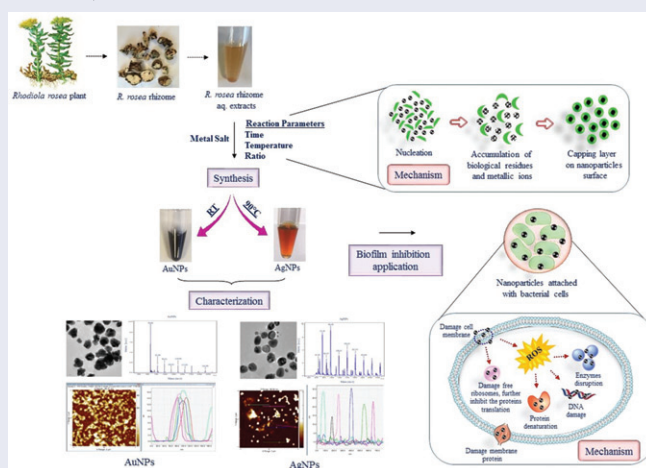 Rhodiola rosea plant
R. rosea rhizome
R. rosea rhizome
aq. extracts
Metal Salt
Reaction Parameters
Time
Temperature
Ratio
Synthesis
RT
90°C
AuNPs
AgNPs
Characterization
AuNPs
AgNPs
Nucleation
Accumulation of
biological residues
and metallic ions
Capping layer
on nanoparticles
surface
Mechanism
Biofilm inhibition
application
Nanoparticles attached
with bacterial cells
Damage cell
membrane
ROS
Enzymes
disruption
Damage free
ribosomes, further
inhibit the proteins
translation
DNA
damage
Protein
denaturation
Damage membrane
protein
Mechanism